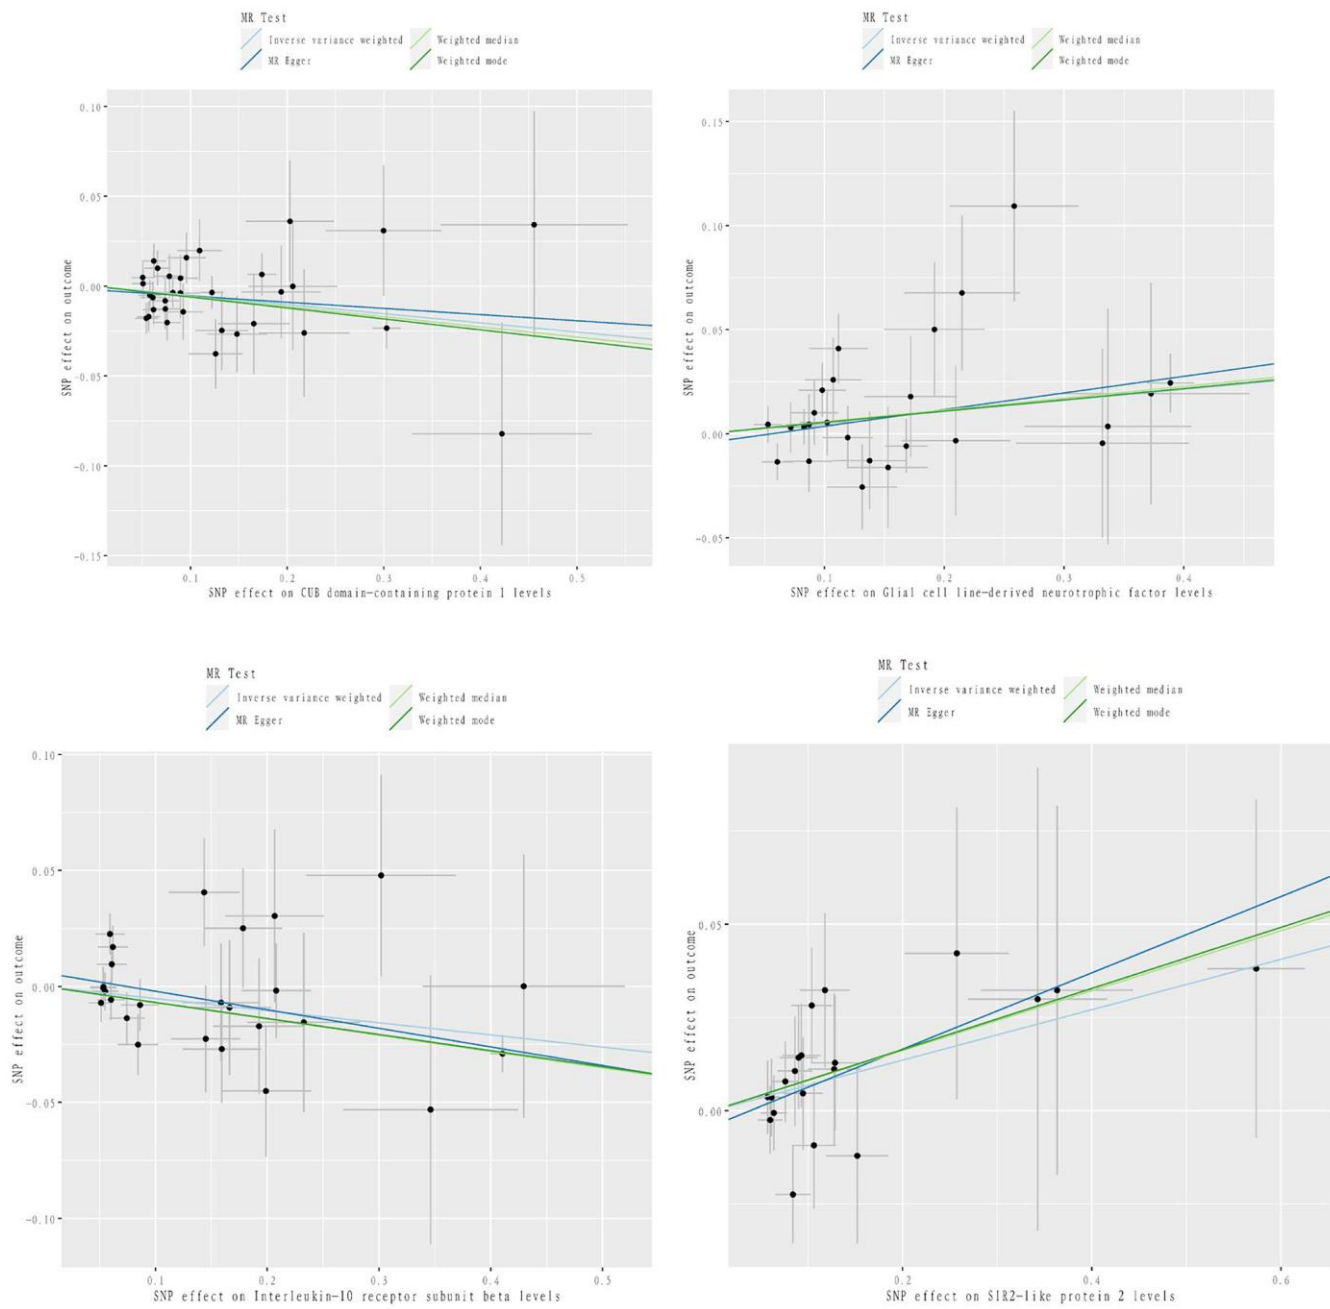 MR Test
Inverse variance weighted
Weighted median
MR Egger
Weighted mode
0.10
0.05
0.00
-0.05
-0.10
-0.15
SNP effect on outcome
0.1 0.2 0.3 0.4 0.5
SNP effect on CUB domain-containing protein 1 levels
MR Test
Inverse variance weighted
Weighted median
MR Egger
Weighted mode
0.15
0.10
0.05
0.00
-0.05
SNP effect on outcome
0.1 0.2 0.3 0.4
SNP effect on Glial cell line-derived neurotrophic factor levels
MR Test
Inverse variance weighted
Weighted median
MR Egger
Weighted mode
0.10
0.05
0.00
-0.05
-0.10
SNP effect on outcome
0.1 0.2 0.3 0.4 0.5
SNP effect on Interleukin-10 receptor subunit beta levels
MR Test
Inverse variance weighted
Weighted median
MR Egger
Weighted mode
0.05
0.00
SNP effect on outcome
0.2 0.4 0.6
SNP effect on SIR2-like protein 2 levels